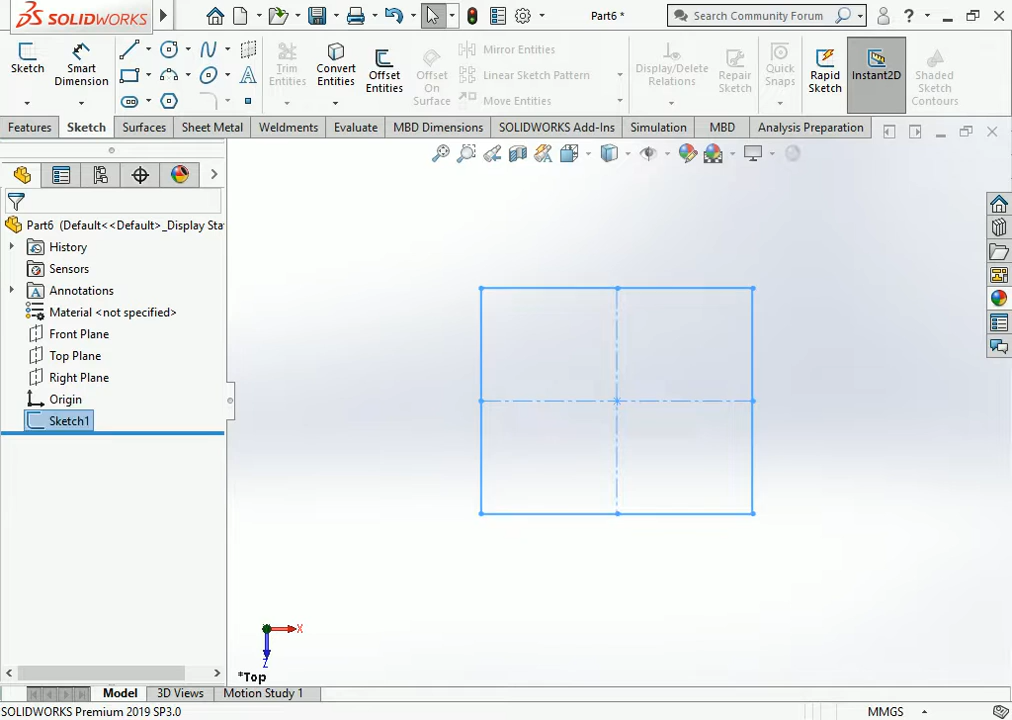 SOLIDWORKS
Part6 *
Search Community Forum
?
Sketch
Smart Dimension
Trim Entities
Convert Entities
Offset Entities
Offset On Surface
Mirror Entities
Linear Sketch Pattern
Move Entities
Display/Delete Relations
Repair Sketch
Quick Snaps
Rapid Sketch
Instant2D
Shaded Sketch Contours
Features
Sketch
Surfaces
Sheet Metal
Weldments
Evaluate
MBD Dimensions
SOLIDWORKS Add-Ins
Simulation
MBD
Analysis Preparation
Part6 (Default<<Default>_Display Sta
History
Sensors
Annotations
Material <not specified>
Front Plane
Top Plane
Right Plane
Origin
Sketch1
X
Z
*Top
Model
3D Views
Motion Study 1
SOLIDWORKS Premium 2019 SP3.0
MMGS